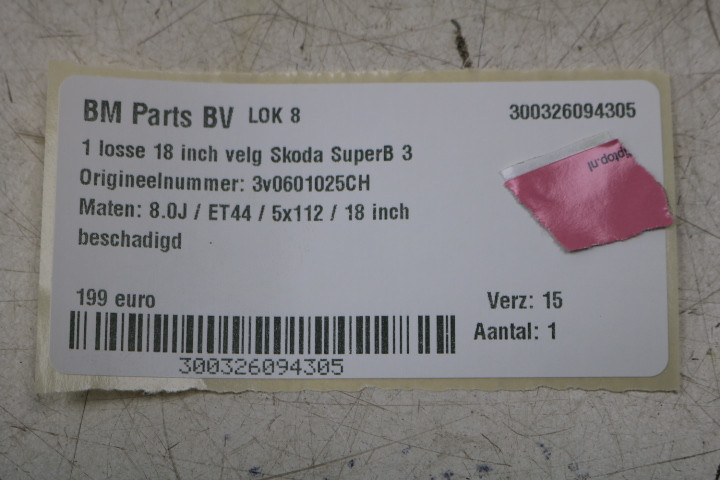 BM Parts BV LOK 8
300326094305
1 losse 18 inch velg Skoda SuperB 3
Origineelnummer: 3v0601025CH
Maten: 8.0J / ET44 / 5x112 / 18 inch
beschadigd
199 euro
Verz: 15
Aantal: 1
300326094305